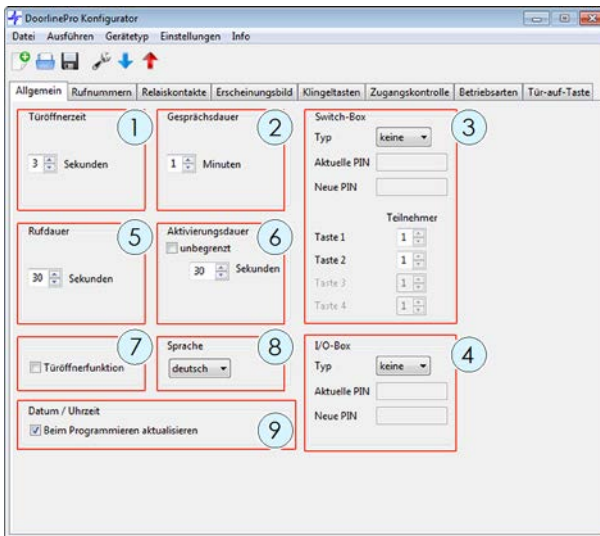 DoorlinePro Konfigurator
Datei Ausführen Gerätetyp Einstellungen Info
Allgemein Rufnummern Relaiskontakte Erscheinungsbild Klingeltasten Zugangskontrolle Betriebsarten Tür-auf-Taste
Türöffnerzeit
1
3 Sekunden
Gesprächsdauer
2
1 Minuten
Switch-Box
3
Typ keine
Aktuelle PIN
Neue PIN
Teilnehmer
Taste 1 1
Taste 2 1
Taste 3 1
Taste 4 1
Rufdauer
5
30 Sekunden
Aktivierungsdauer
6
unbegrenzt
30 Sekunden
7
Türöffnerfunktion
Sprache
8
deutsch
I/O-Box
4
Typ keine
Aktuelle PIN
Neue PIN
Datum / Uhrzeit
9
Beim Programmieren aktualisieren